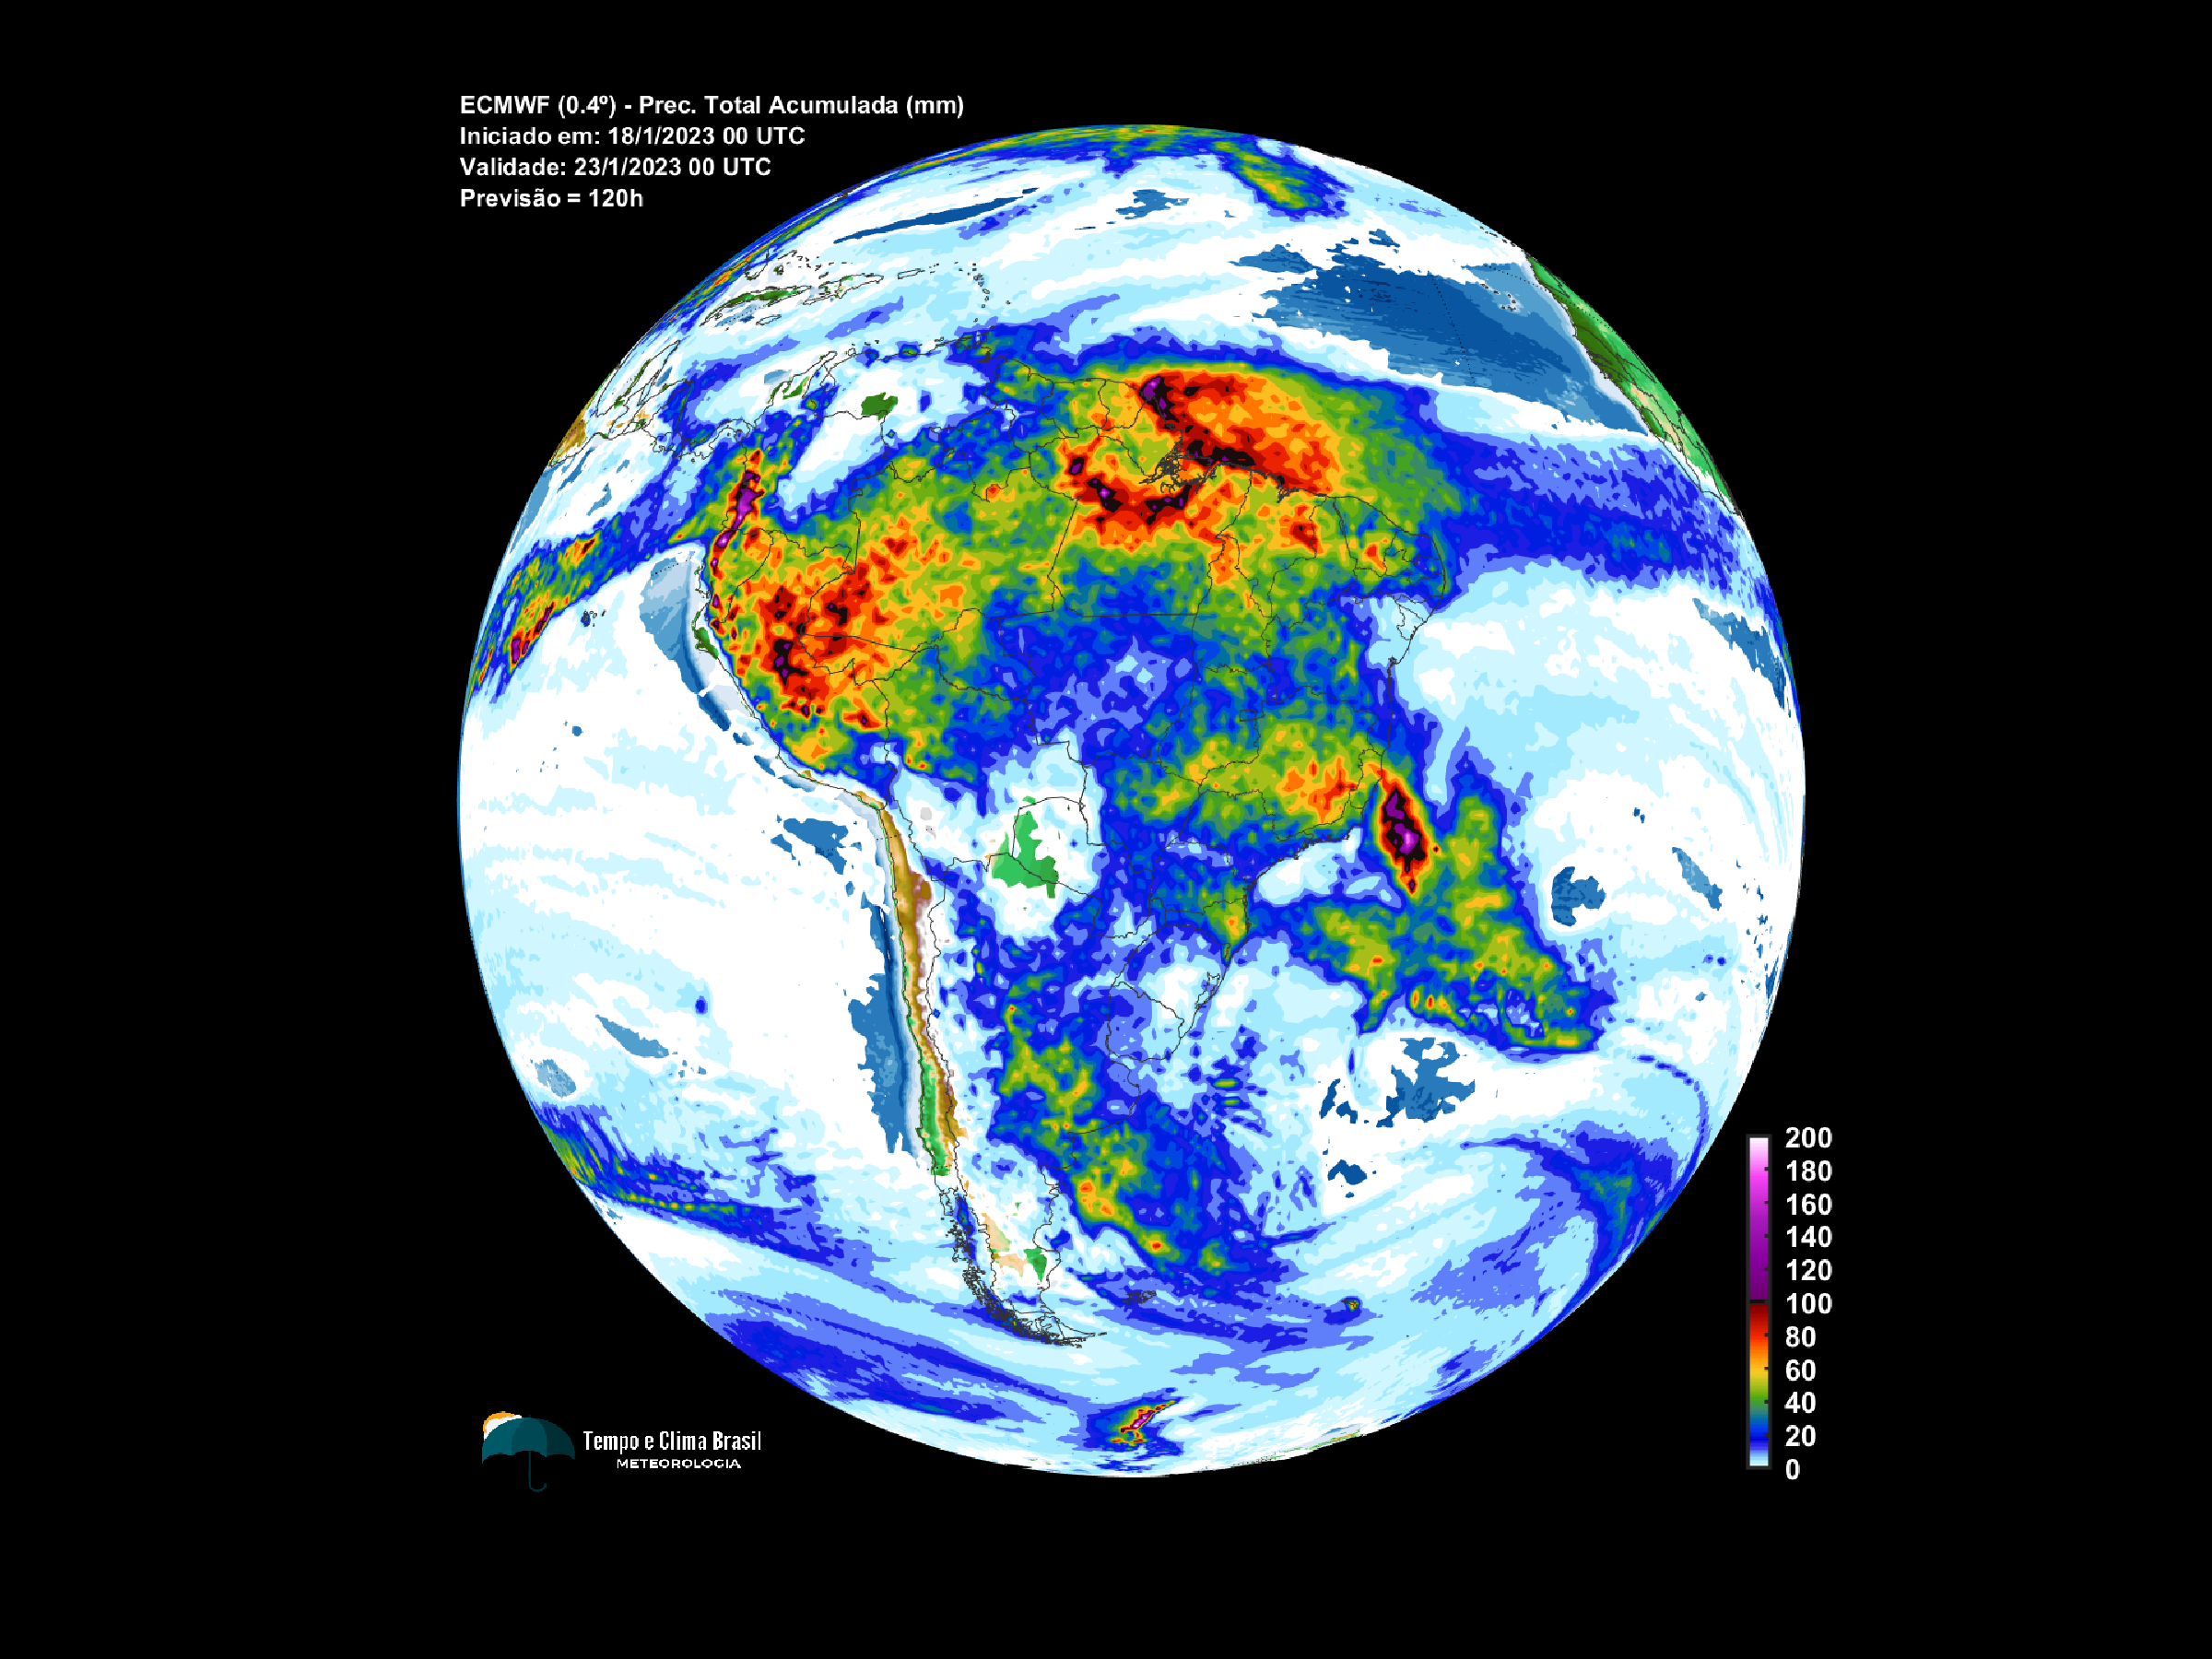 ECMWF (0.4º) - Prec. Total Acumulada (mm)
Iniciado em: 18/1/2023 00 UTC
Validade: 23/1/2023 00 UTC
Previsão = 120h
200
180
160
140
120
100
80
60
40
20
0
Tempo e Clima Brasil
METEOROLOGIA